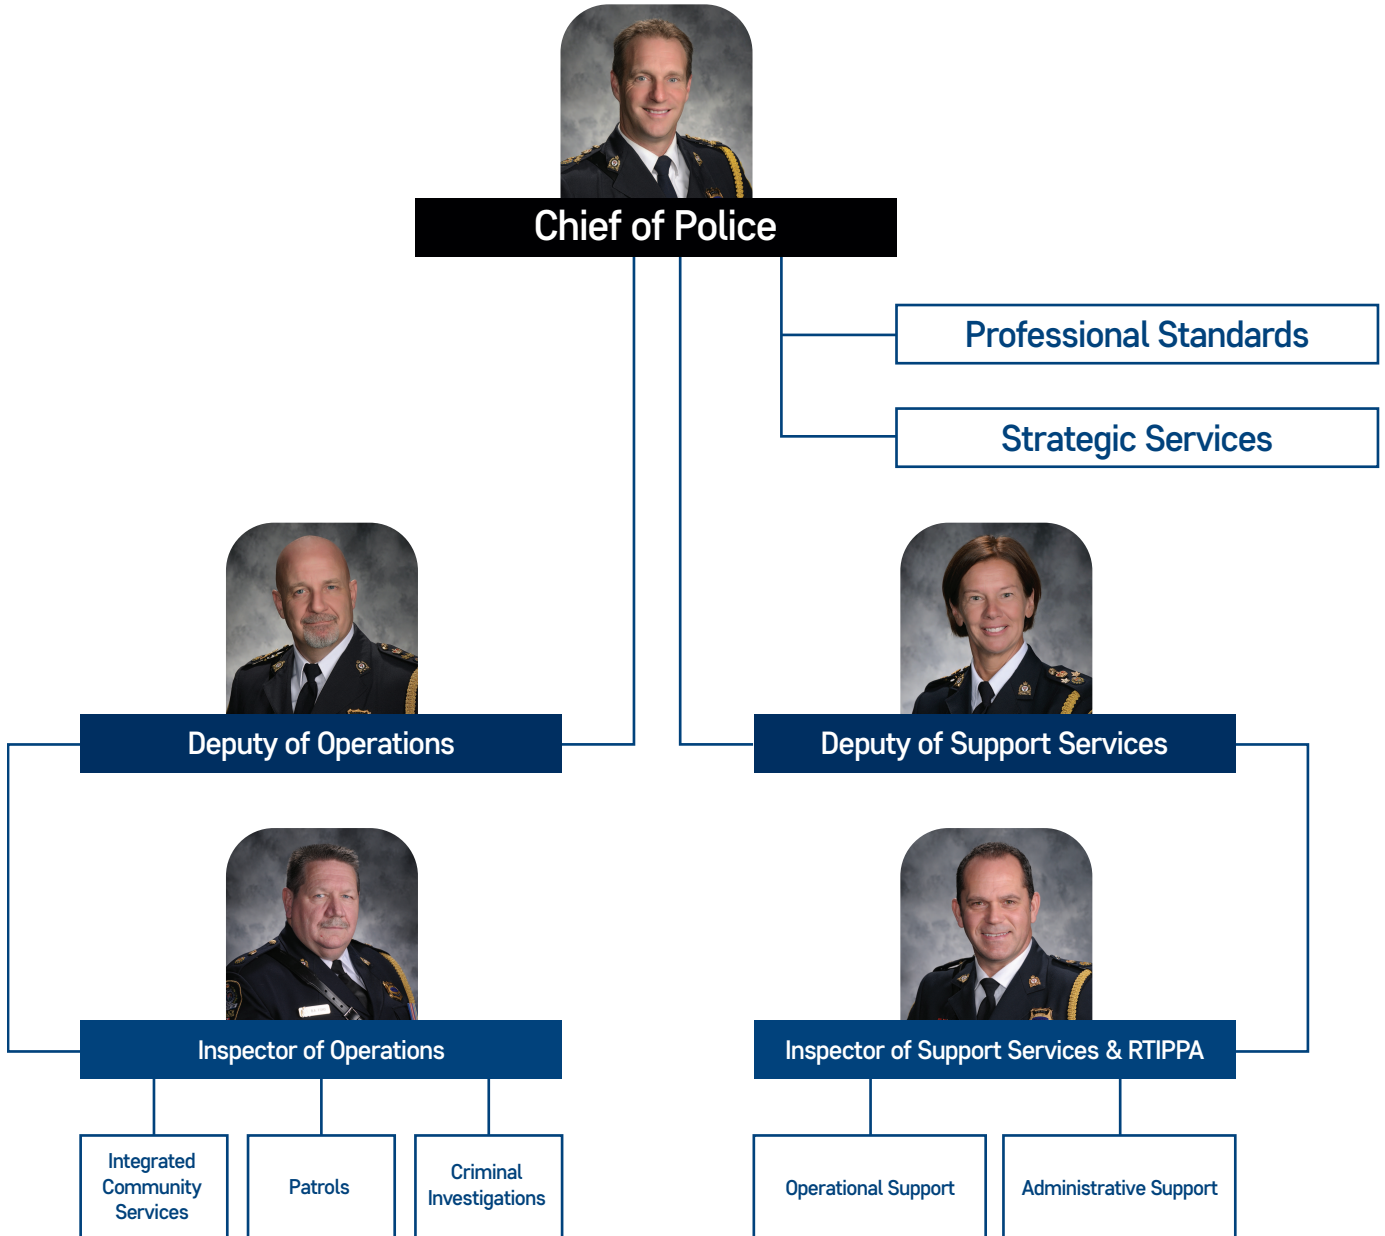 Chief of Police
Professional Standards
Strategic Services
Deputy of Operations
Deputy of Support Services
Inspector of Operations
Inspector of Support Services & RTIPPA
Integrated
Community
Services
Patrols
Criminal
Investigations
Operational Support
Administrative Support